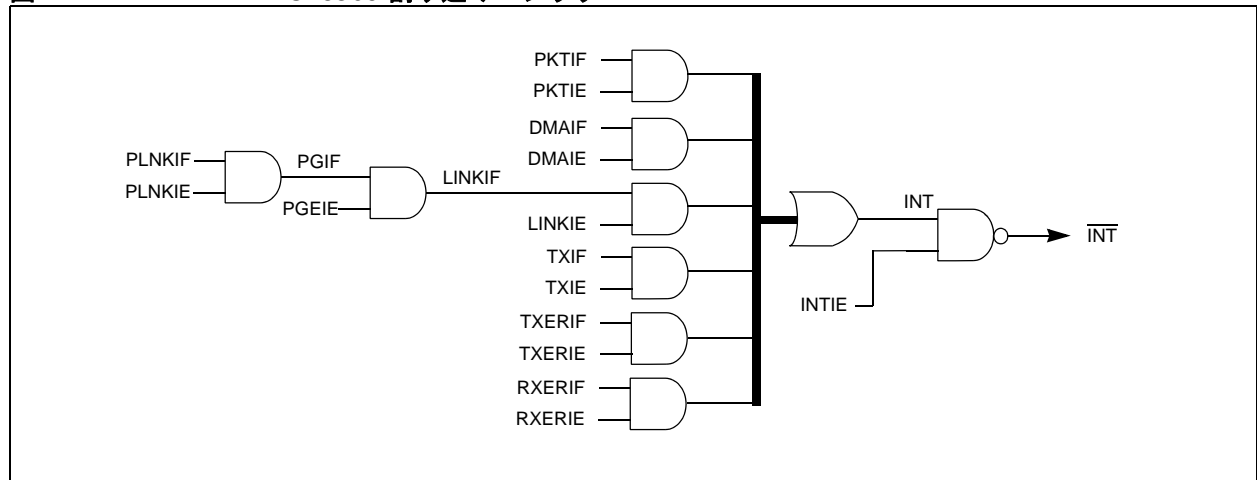 PKTIF
PKTIE
DMAIF
DMAIE
PLNKIF
PLNKIE
PGIF
PGEIE
LINKIF
LINKIE
TXIF
TXIE
TXERIF
TXERIE
RXERIF
RXERIE
INT
INTIE
INT